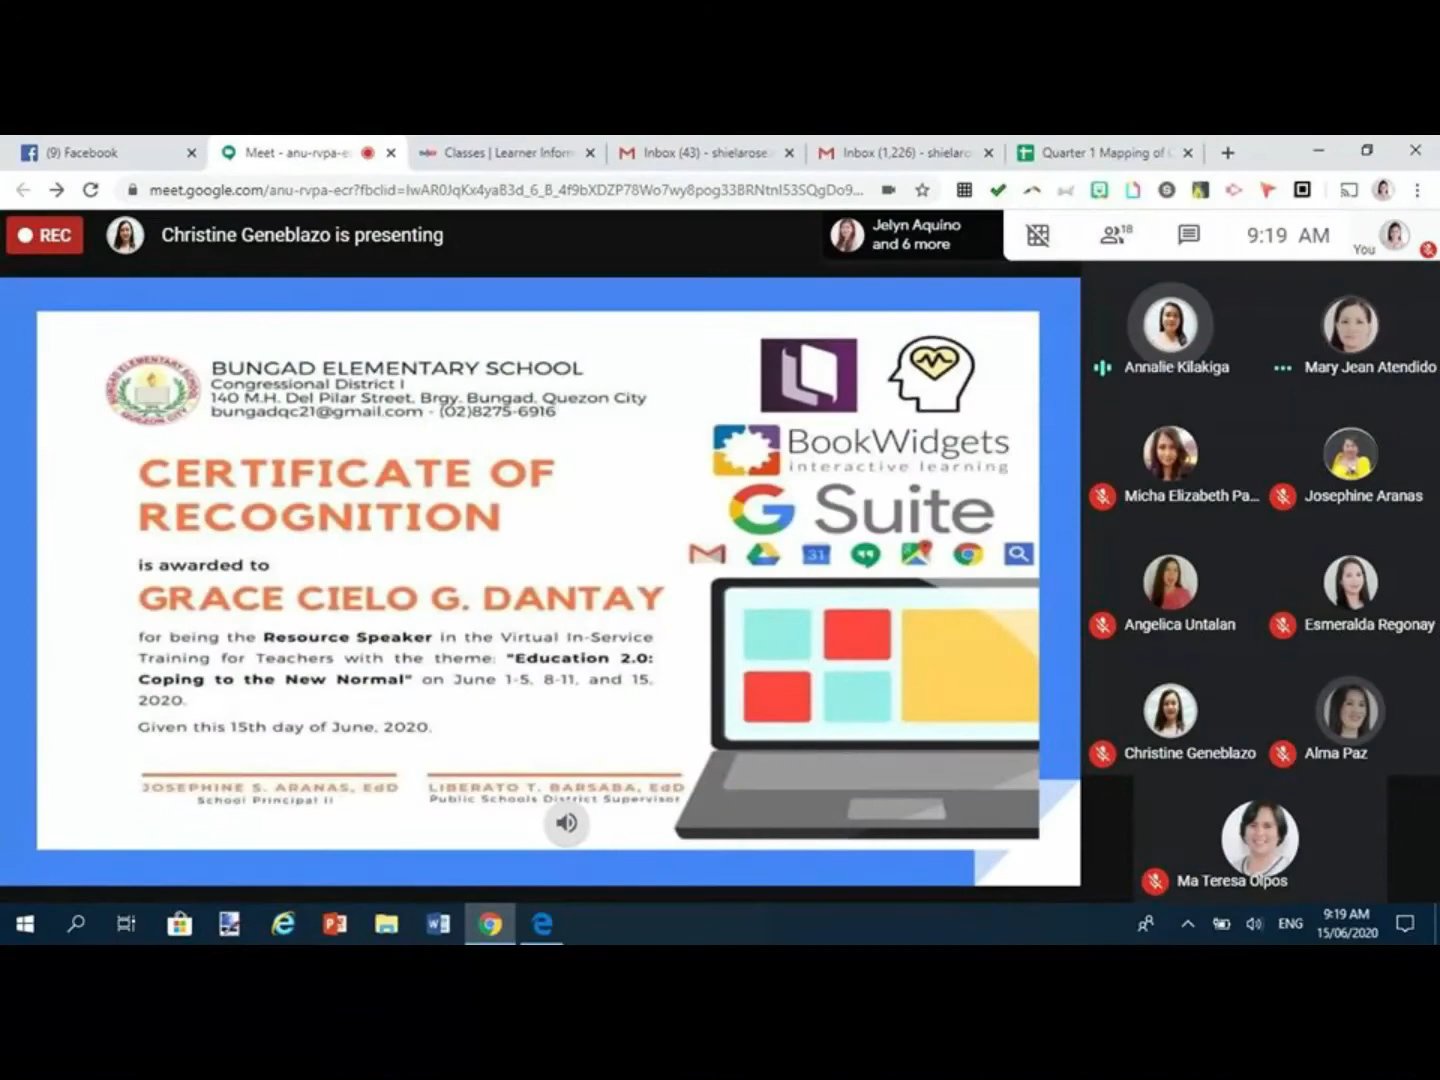 (9) Facebook
Meet - anu-rvpa-e
Classes | Learner Inform
Inbox (43) - shielarose
Inbox (1,226) - shielaro
Quarter 1 Mapping of
meet.google.com/anu-rvpa-ecr?fbclid=IwAR0JqKx4yaB3d_6_B_4f9bXDZP78Wo7wy8pog33BRNtnI53SQgDo9...
REC
Christine Geneblazo is presenting
Jelyn Aquino
and 6 more
18
9:19 AM
You
BUNGAD ELEMENTARY SCHOOL
QUEZON CITY
BUNGAD ELEMENTARY SCHOOL
Congressional District I
140 M.H. Del Pilar Street, Brgy. Bungad, Quezon City
bungadqc21@gmail.com - (02)8275-6916
CERTIFICATE OF
RECOGNITION
is awarded to
GRACE CIELO G. DANTAY
for being the Resource Speaker in the Virtual In-Service
Training for Teachers with the theme: "Education 2.0:
Coping to the New Normal" on June 1-5, 8-11, and 15,
2020.
Given this 15th day of June, 2020.
JOSEPHINE S. ARANAS, EdD
School Principal II
LIBERATO T. BARSABA, EdD
Public Schools District Supervisor
BookWidgets
interactive learning
G Suite
31
Annalie Kilakiga
Mary Jean Atendido
Micha Elizabeth Pa...
Josephine Aranas
Angelica Untalan
Esmeralda Regonay
Christine Geneblazo
Alma Paz
Ma Teresa Olpos
ENG
9:19 AM
15/06/2020